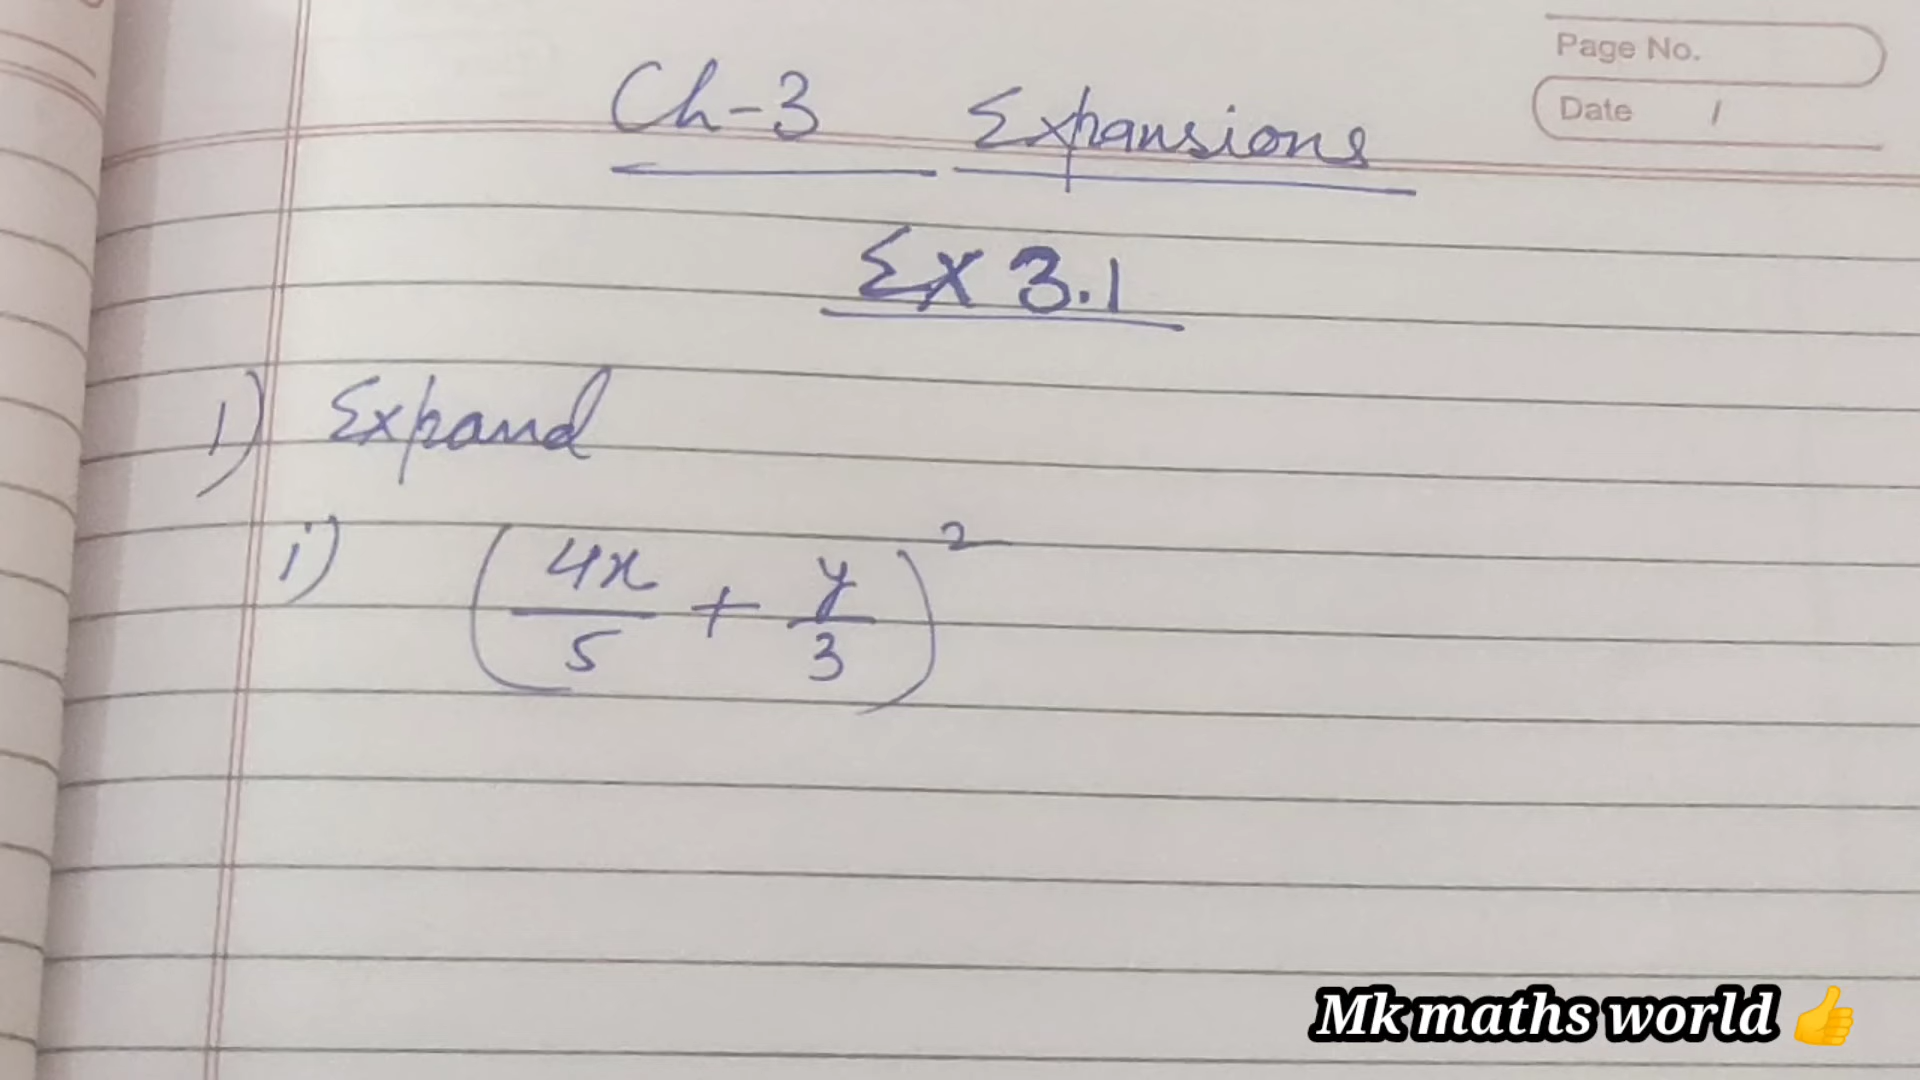 Page No.
Date /
Ch-3 Expansions
Ex 3.1
1) Expand
i) (4x/5 + y/3)²
Mk maths world 👍